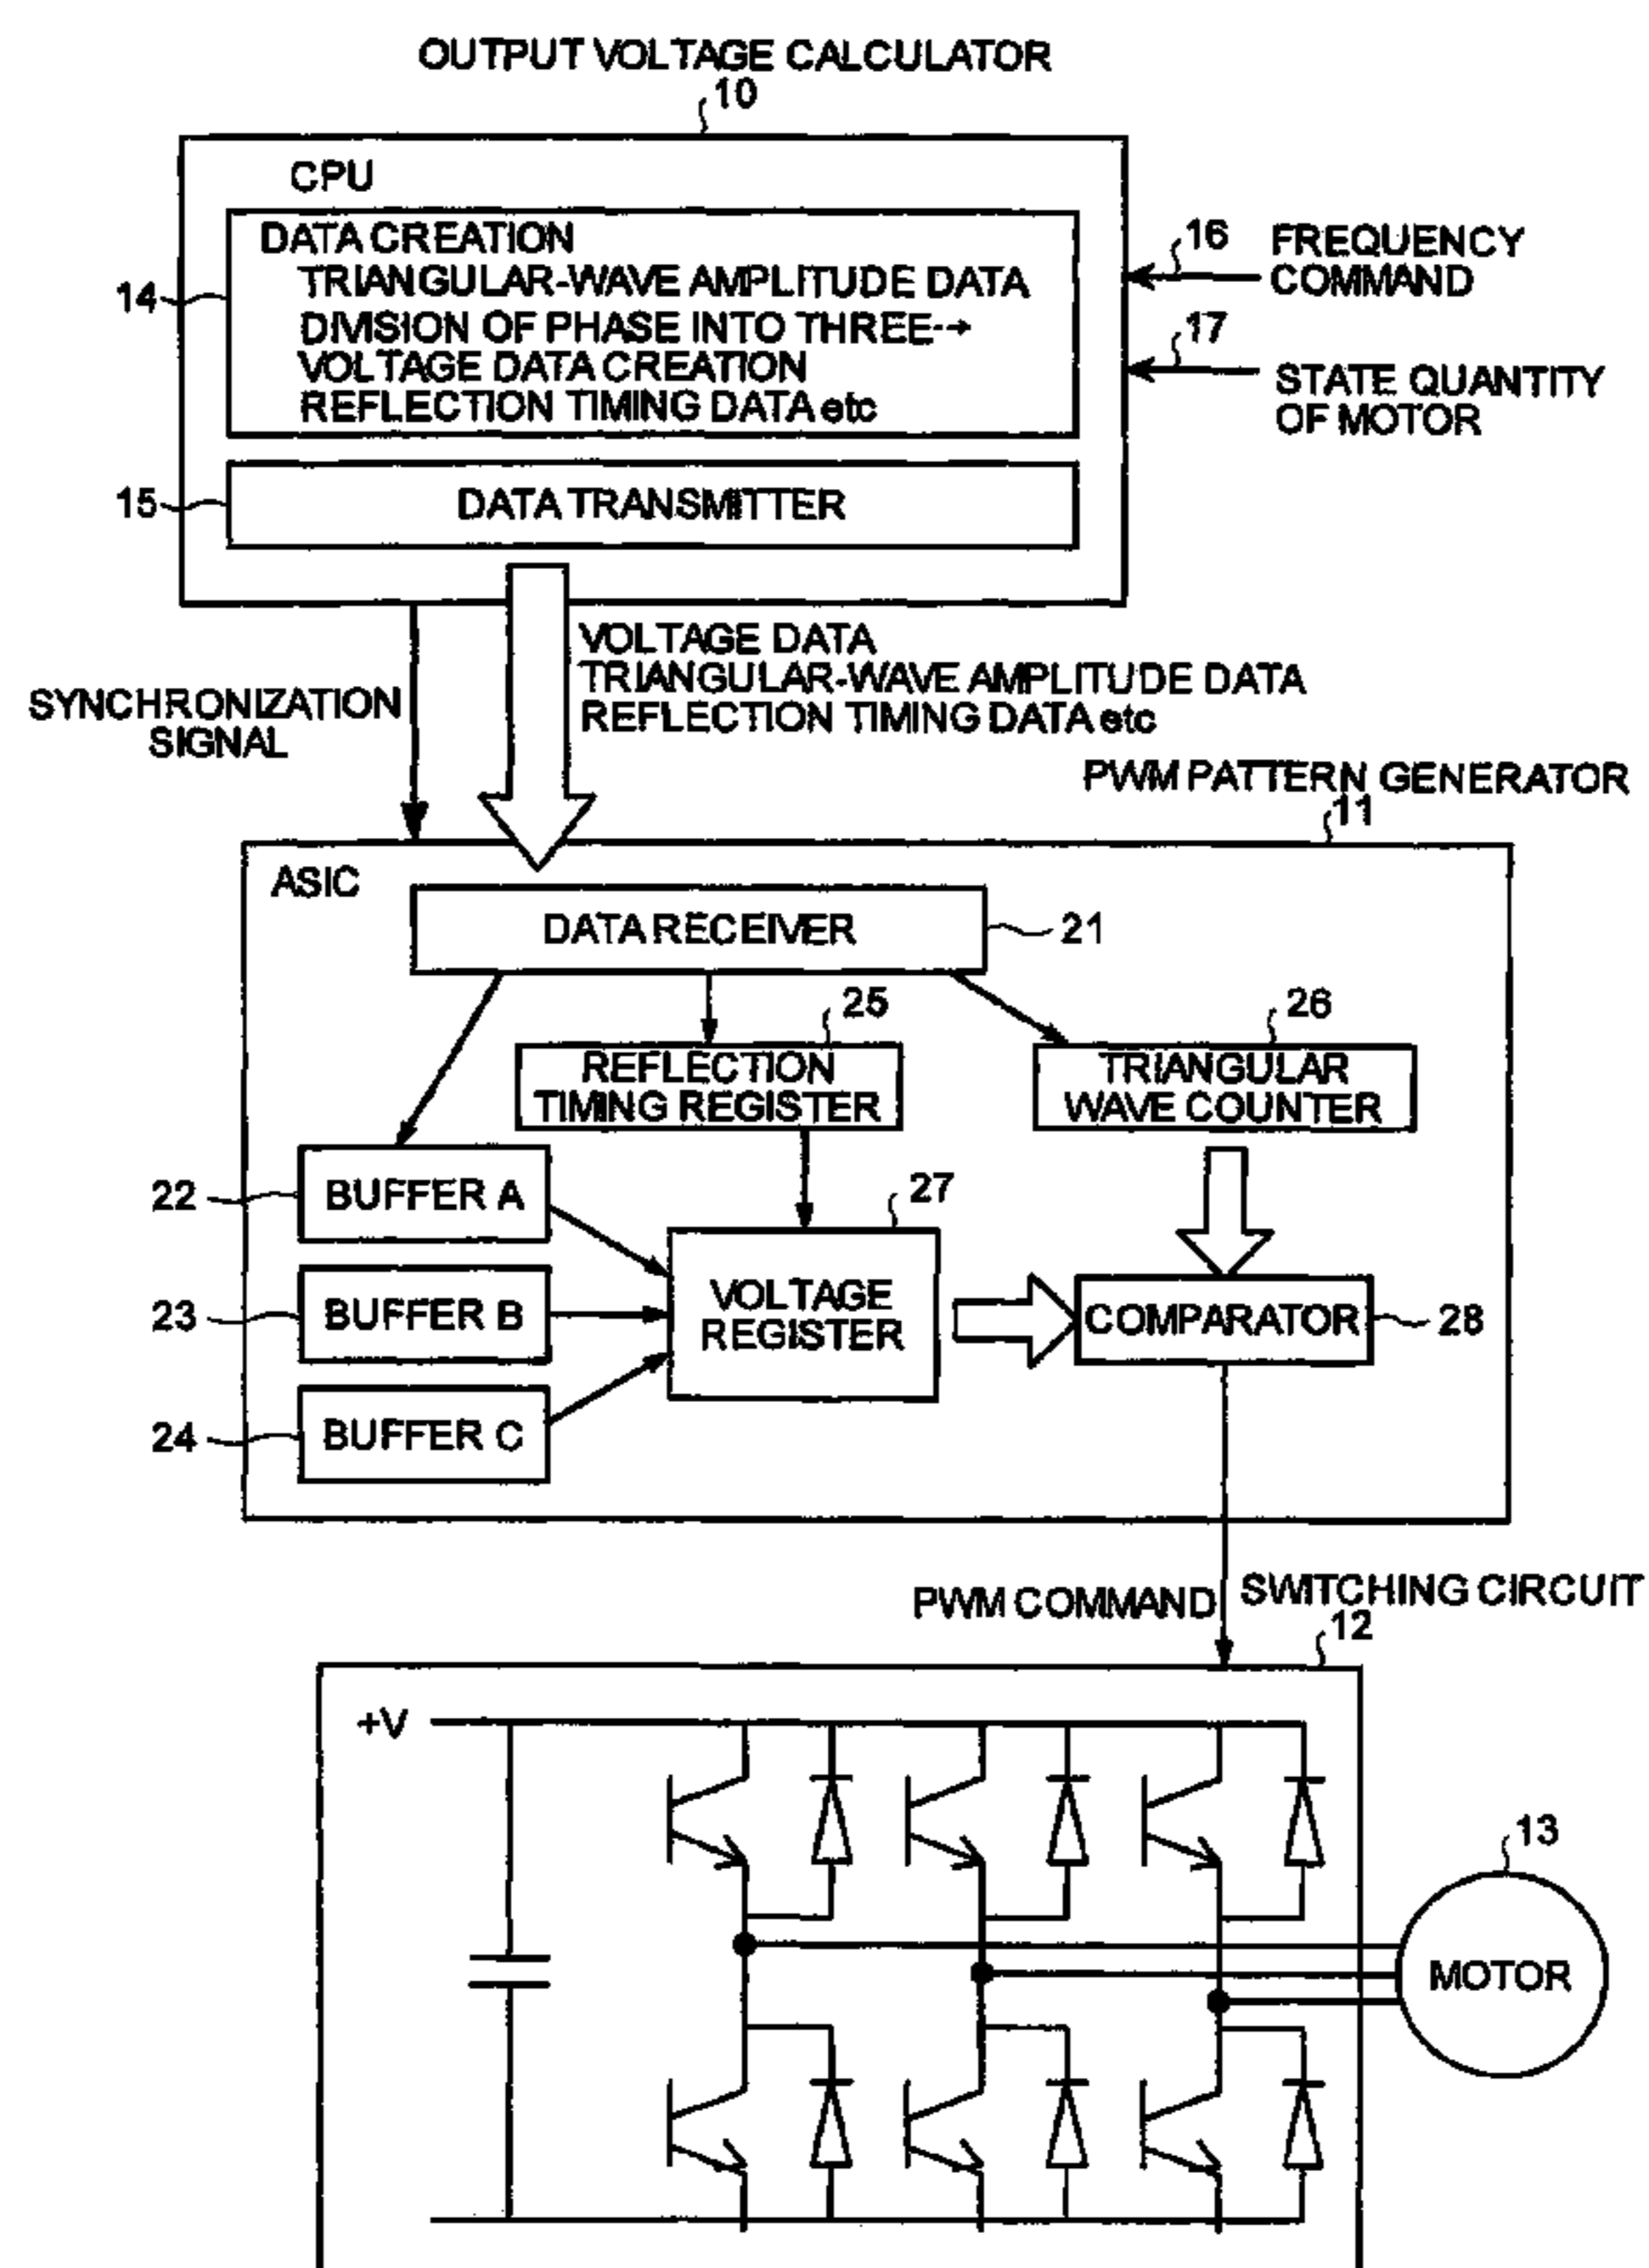 OUTPUT VOLTAGE CALCULATOR
10
CPU
DATA CREATION
TRIANGULAR-WAVE AMPLITUDE DATA
DIVISION OF PHASE INTO THREE→
VOLTAGE DATA CREATION
REFLECTION TIMING DATA etc
14
16
FREQUENCY
COMMAND
17
STATE QUANTITY
OF MOTOR
15
DATA TRANSMITTER
SYNCHRONIZATION
SIGNAL
VOLTAGE DATA
TRIANGULAR-WAVE AMPLITUDE DATA
REFLECTION TIMING DATA etc
PWM PATTERN GENERATOR
11
ASIC
DATA RECEIVER
21
25
REFLECTION
TIMING REGISTER
26
TRIANGULAR
WAVE COUNTER
22
BUFFER A
23
BUFFER B
24
BUFFER C
27
VOLTAGE
REGISTER
COMPARATOR
28
PWM COMMAND
SWITCHING CIRCUIT
12
+V
13
MOTOR